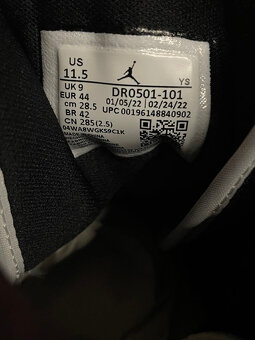 US
11.5
YS
UK 9
EUR 44
cm 28.5
BR 42
CN 285(2.5)
DR0501-101
01/05/22 02/24/22
UPC 00196148840902